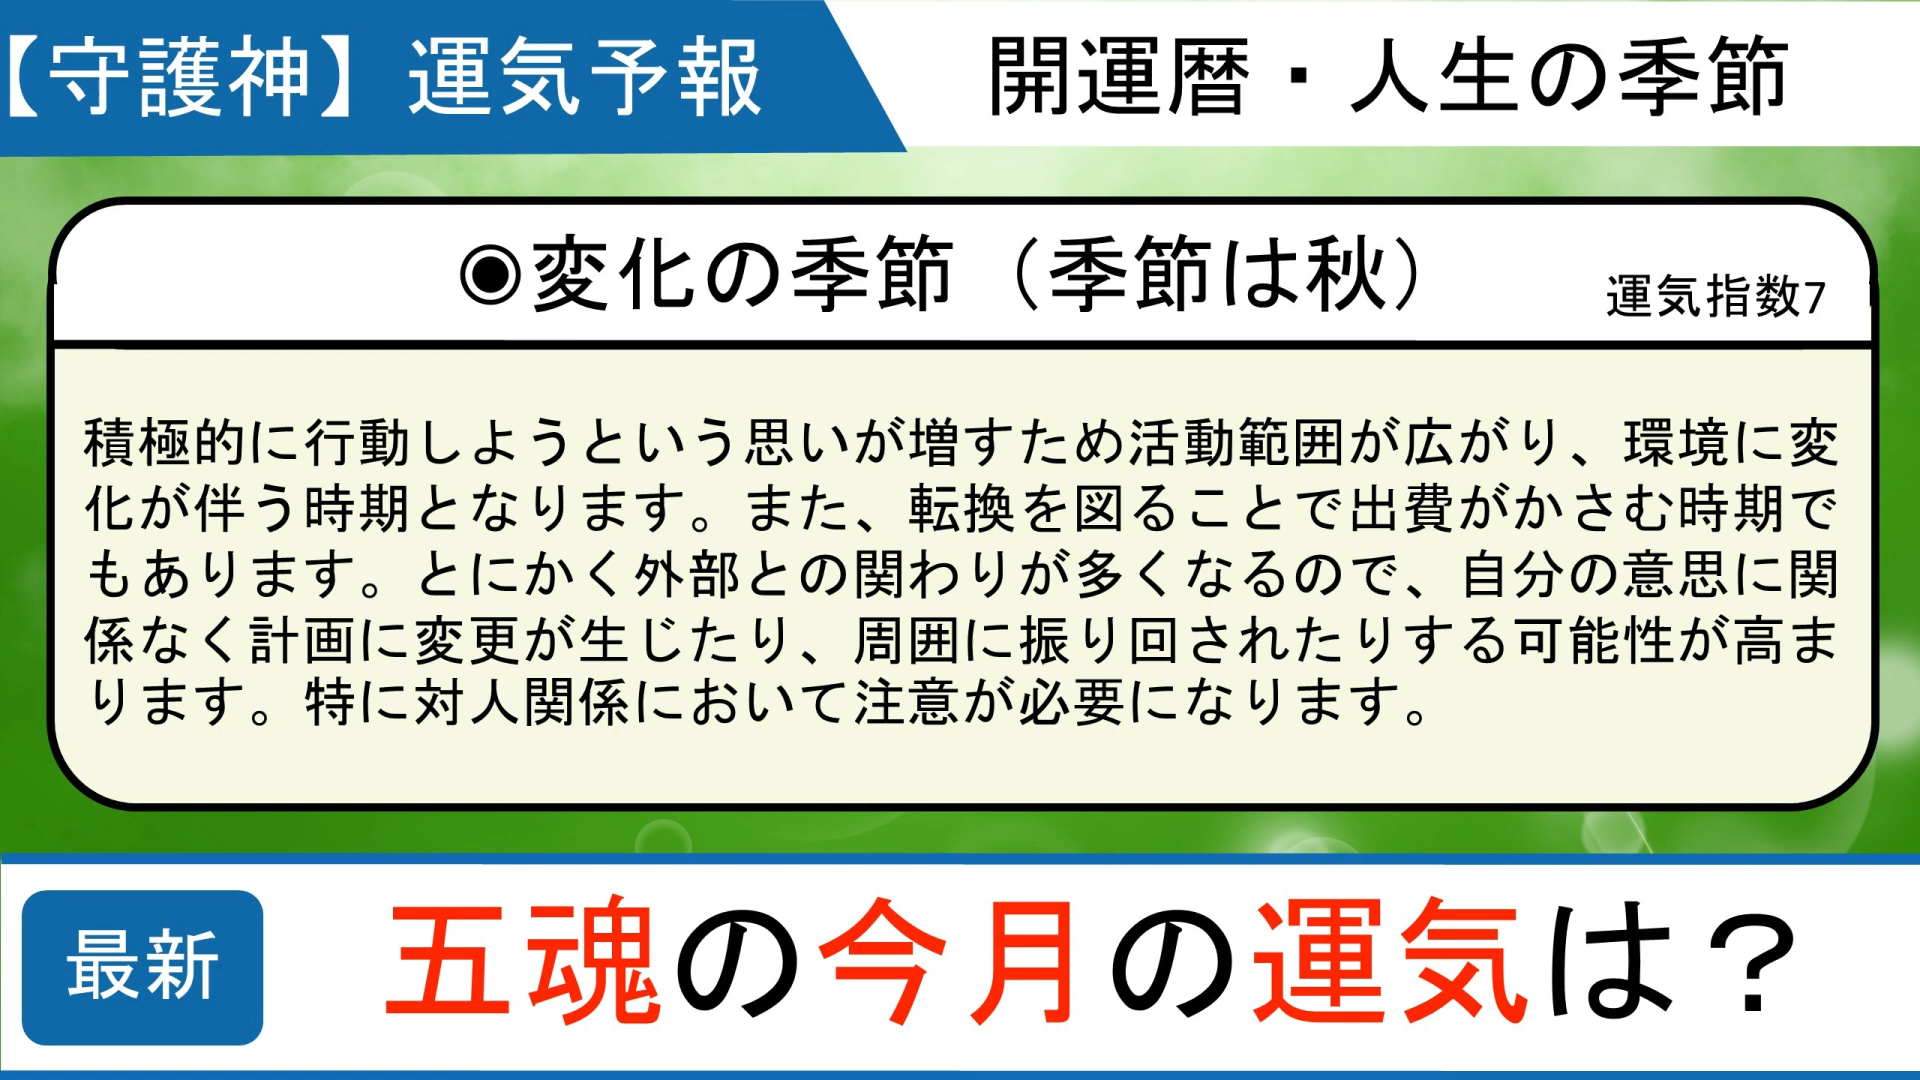 【守護神】運気予報
開運暦・人生の季節
◉変化の季節（季節は秋）
運気指数7
積極的に行動しようという思いが増すため活動範囲が広がり、環境に変
化が伴う時期となります。また、転換を図ることで出費がかさむ時期で
もあります。とにかく外部との関わりが多くなるので、自分の意思に関
係なく計画に変更が生じたり、周囲に振り回されたりする可能性が高ま
ります。特に対人関係において注意が必要になります。
最新
五魂の今月の運気は？